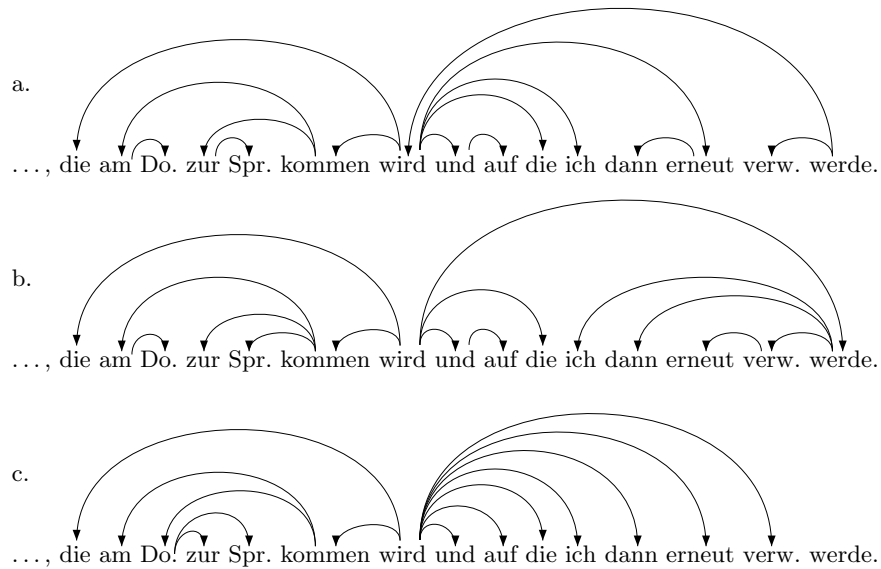 a.
..., die am Do. zur Spr. kommen wird und auf die ich dann erneut verw. werde.
b.
..., die am Do. zur Spr. kommen wird und auf die ich dann erneut verw. werde.
c.
..., die am Do. zur Spr. kommen wird und auf die ich dann erneut verw. werde.